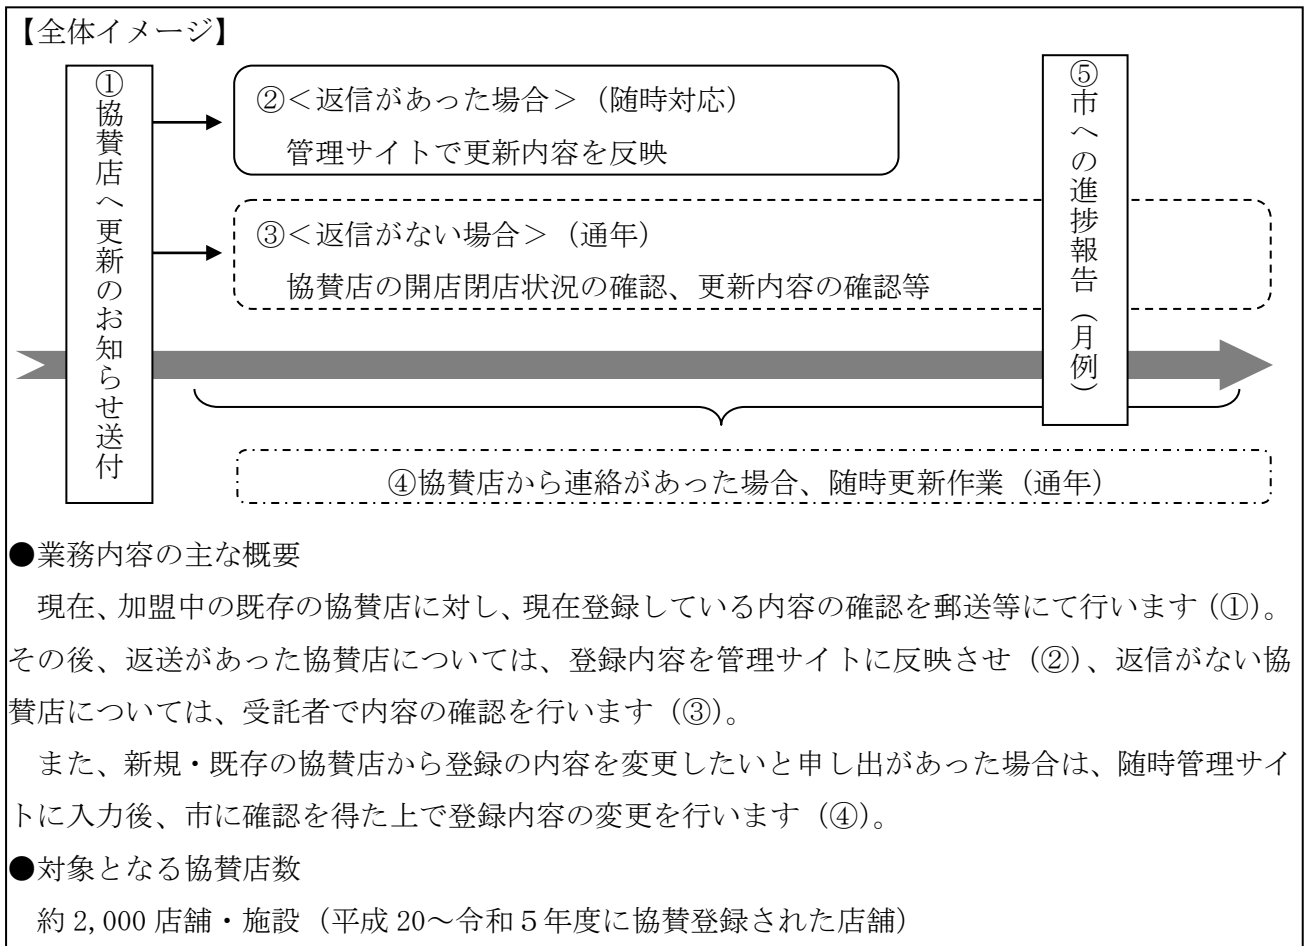 【全体イメージ】
①協賛店へ更新のお知らせ送付
②＜返信があった場合＞（随時対応）
管理サイトで更新内容を反映
③＜返信がない場合＞（通年）
協賛店の開店閉店状況の確認、更新内容の確認等
⑤市への進捗報告（月例）
④協賛店から連絡があった場合、随時更新作業（通年）
●業務内容の主な概要
現在、加盟中の既存の協賛店に対し、現在登録している内容の確認を郵送等にて行います（①）。
その後、返送があった協賛店については、登録内容を管理サイトに反映させ（②）、返信がない協
賛店については、受託者で内容の確認を行います（③）。
また、新規・既存の協賛店から登録の内容を変更したいと申し出があった場合は、随時管理サイ
トに入力後、市に確認を得た上で登録内容の変更を行います（④）。
●対象となる協賛店数
約 2,000 店舗・施設（平成 20～令和５年度に協賛登録された店舗）